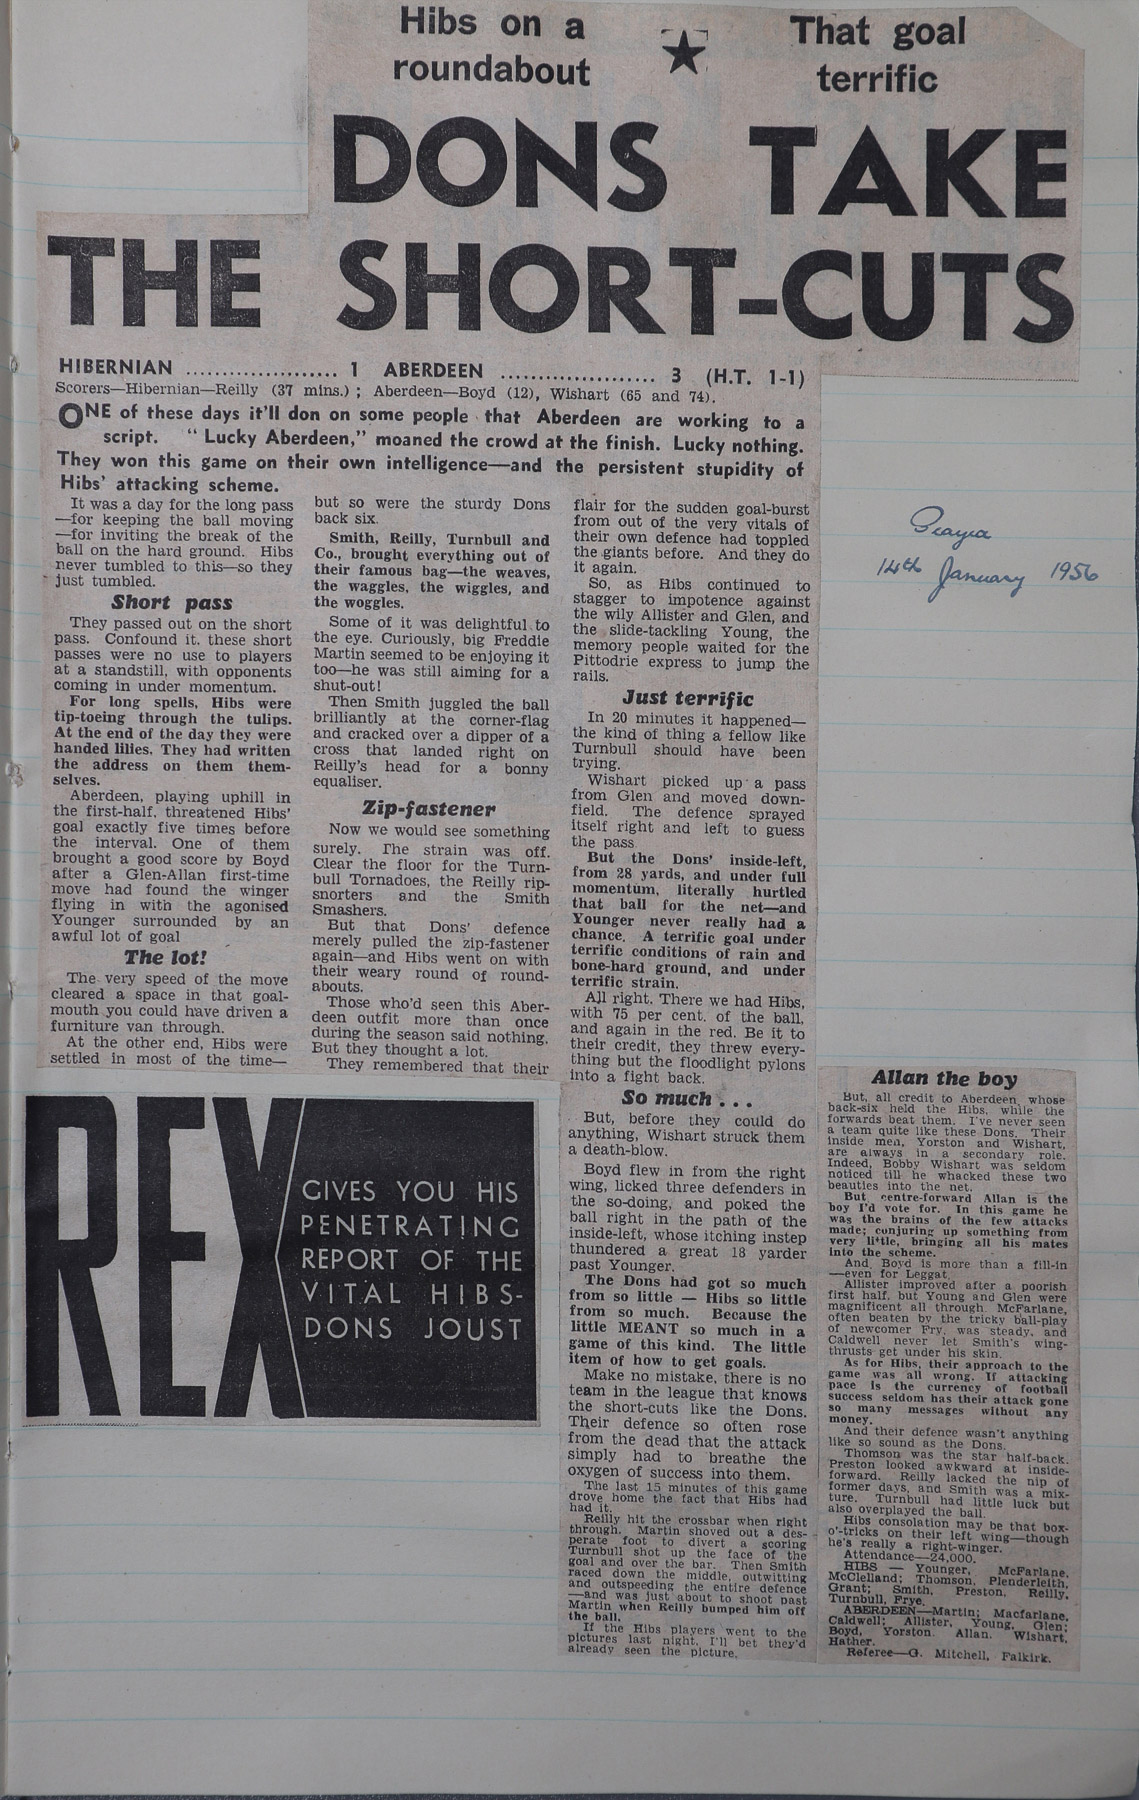 Hibs on a
roundabout
★
That goal
terrific
DONS TAKE
THE SHORT-CUTS
HIBERNIAN .................... 1 ABERDEEN .................... 3 (H.T. 1-1)
Scorers—Hibernian—Reilly (37 mins.) ; Aberdeen—Boyd (12), Wishart (65 and 74).
ONE of these days it'll don on some people that Aberdeen are working to a
script. "Lucky Aberdeen," moaned the crowd at the finish. Lucky nothing.
They won this game on their own intelligence—and the persistent stupidity of
Hibs' attacking scheme.
It was a day for the long pass
—for keeping the ball moving
—for inviting the break of the
ball on the hard ground. Hibs
never tumbled to this—so they
just tumbled.
Short pass
They passed out on the short
pass. Confound it, these short
passes were no use to players
at a standstill, with opponents
coming in under momentum.
For long spells, Hibs were
tip-toeing through the tulips.
At the end of the day they were
handed lilies. They had written
the address on them them-
selves.
Aberdeen, playing uphill in
the first-half, threatened Hibs'
goal exactly five times before
the interval. One of them
brought a good score by Boyd
after a Glen-Allan first-time
move had found the winger
flying in with the agonised
Younger surrounded by an
awful lot of goal
The lot!
The very speed of the move
cleared a space in that goal-
mouth you could have driven a
furniture van through.
At the other end, Hibs were
settled in most of the time—
but so were the sturdy Dons
back six.
Smith, Reilly, Turnbull and
Co., brought everything out of
their famous bag—the weaves,
the waggles, the wiggles, and
the woggles.
Some of it was delightful to
the eye. Curiously, big Freddie
Martin seemed to be enjoying it
too—he was still aiming for a
shut-out!
Then Smith juggled the ball
brilliantly at the corner-flag
and cracked over a dipper of a
cross that landed right on
Reilly's head for a bonny
equaliser.
Zip-fastener
Now we would see something
surely. The strain was off.
Clear the floor for the Turn-
bull Tornadoes, the Reilly rip-
snorters and the Smith
Smashers.
But that Dons' defence
merely pulled the zip-fastener
again—and Hibs went on with
their weary round of round-
abouts.
Those who'd seen this Aber-
deen outfit more than once
during the season said nothing.
But they thought a lot.
They remembered that their
flair for the sudden goal-burst
from out of the very vitals of
their own defence had toppled
the giants before. And they do
it again.
So, as Hibs continued to
stagger to impotence against
the wily Allister and Glen, and
the slide-tackling Young, the
memory people waited for the
Pittodrie express to jump the
rails.
Just terrific
In 20 minutes it happened—
the kind of thing a fellow like
Turnbull should have been
trying.
Wishart picked up a pass
from Glen and moved down-
field. The defence sprayed
itself right and left to guess
the pass
But the Dons' inside-left,
from 28 yards, and under full
momentum, literally hurtled
that ball for the net—and
Younger never really had a
chance. A terrific goal under
terrific conditions of rain and
bone-hard ground, and under
terrific strain.
All right. There we had Hibs,
with 75 per cent. of the ball,
and again in the red. Be it to
their credit, they threw every-
thing but the floodlight pylons
into a fight back.
So much . . .
But, before they could do
anything, Wishart struck them
a death-blow.
Boyd flew in from the right
wing, licked three defenders in
the so-doing, and poked the
ball right in the path of the
inside-left, whose itching instep
thundered a great 18 yarder
past Younger.
The Dons had got so much
from so little — Hibs so little
from so much. Because the
little MEANT so much in a
game of this kind. The little
item of how to get goals.
Make no mistake, there is no
team in the league that knows
the short-cuts like the Dons.
Their defence so often rose
from the dead that the attack
simply had to breathe the
oxygen of success into them.
The last 15 minutes of this game
drove home the fact that Hibs had
had it.
Reilly hit the crossbar when right
through. Martin shoved out a des-
perate foot to divert a scoring
Turnbull shot up the face of the
goal and over the bar. Then Smith
raced down the middle, outwitting
and outspeeding the entire defence
—and was just about to shoot past
Martin when Reilly bumped him off
the ball.
If the Hibs players went to the
pictures last night, I'll bet they'd
already seen the picture.
Allan the boy
But, all credit to Aberdeen, whose
back-six held the Hibs, while the
forwards beat them. I've never seen
a team quite like these Dons. Their
inside men, Yorston and Wishart,
are always in a secondary role.
Indeed, Bobby Wishart was seldom
noticed till he whacked these two
beauties into the net.
But centre-forward Allan is the
boy I'd vote for. In this game he
was the brains of the few attacks
made; conjuring up something from
very little, bringing all his mates
into the scheme.
And Boyd is more than a fill-in
—even for Leggat.
Allister improved after a poorish
first half, but Young and Glen were
magnificent all through. McFarlane,
often beaten by the tricky ball-play
of newcomer Fry, was steady, and
Caldwell never let Smith's wing-
thrusts get under his skin.
As for Hibs, their approach to the
game was all wrong. If attacking
pace is the currency of football
success seldom has their attack gone
so many messages without any
money.
And their defence wasn't anything
like so sound as the Dons.
Thomson was the star half-back.
Preston looked awkward at inside-
forward. Reilly lacked the nip of
former days, and Smith was a mix-
ture. Turnbull had little luck but
also overplayed the ball.
Hibs consolation may be that box-
o'-tricks on their left wing—though
he's really a right-winger.
Attendance—24,000.
HIBS — Younger, McFarlane,
McClelland; Thomson, Plenderleith,
Grant; Smith, Preston, Reilly,
Turnbull, Frye.
ABERDEEN—Martin; Macfarlane,
Caldwell; Allister, Young, Glen;
Boyd, Yorston, Allan, Wishart,
Hather.
Referee—G. Mitchell, Falkirk.
REX
GIVES YOU HIS
PENETRATING
REPORT OF THE
VITAL HIBS-
DONS JOUST
14th January 1956